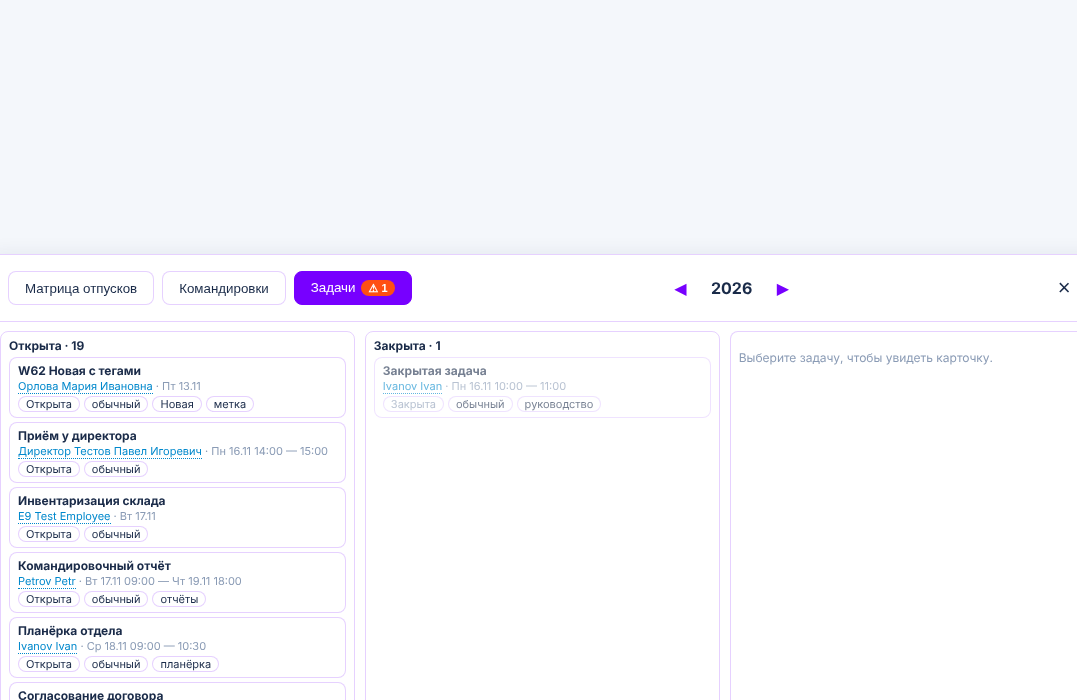 Матрица отпусков
Командировки
Задачи ⚠ 1
◀ 2026 ▶
✕
Открыта · 19
W62 Новая с тегами
Орлова Мария Ивановна · Пт 13.11
Открыта обычный Новая метка
Приём у директора
Директор Тестов Павел Игоревич · Пн 16.11 14:00 — 15:00
Открыта обычный
Инвентаризация склада
E9 Test Employee · Вт 17.11
Открыта обычный
Командировочный отчёт
Petrov Petr · Вт 17.11 09:00 — Чт 19.11 18:00
Открыта обычный отчёты
Планёрка отдела
Ivanov Ivan · Ср 18.11 09:00 — 10:30
Открыта обычный планёрка
Согласование договора
Закрыта · 1
Закрытая задача
Ivanov Ivan · Пн 16.11 10:00 — 11:00
Закрыта обычный руководство
Выберите задачу, чтобы увидеть карточку.